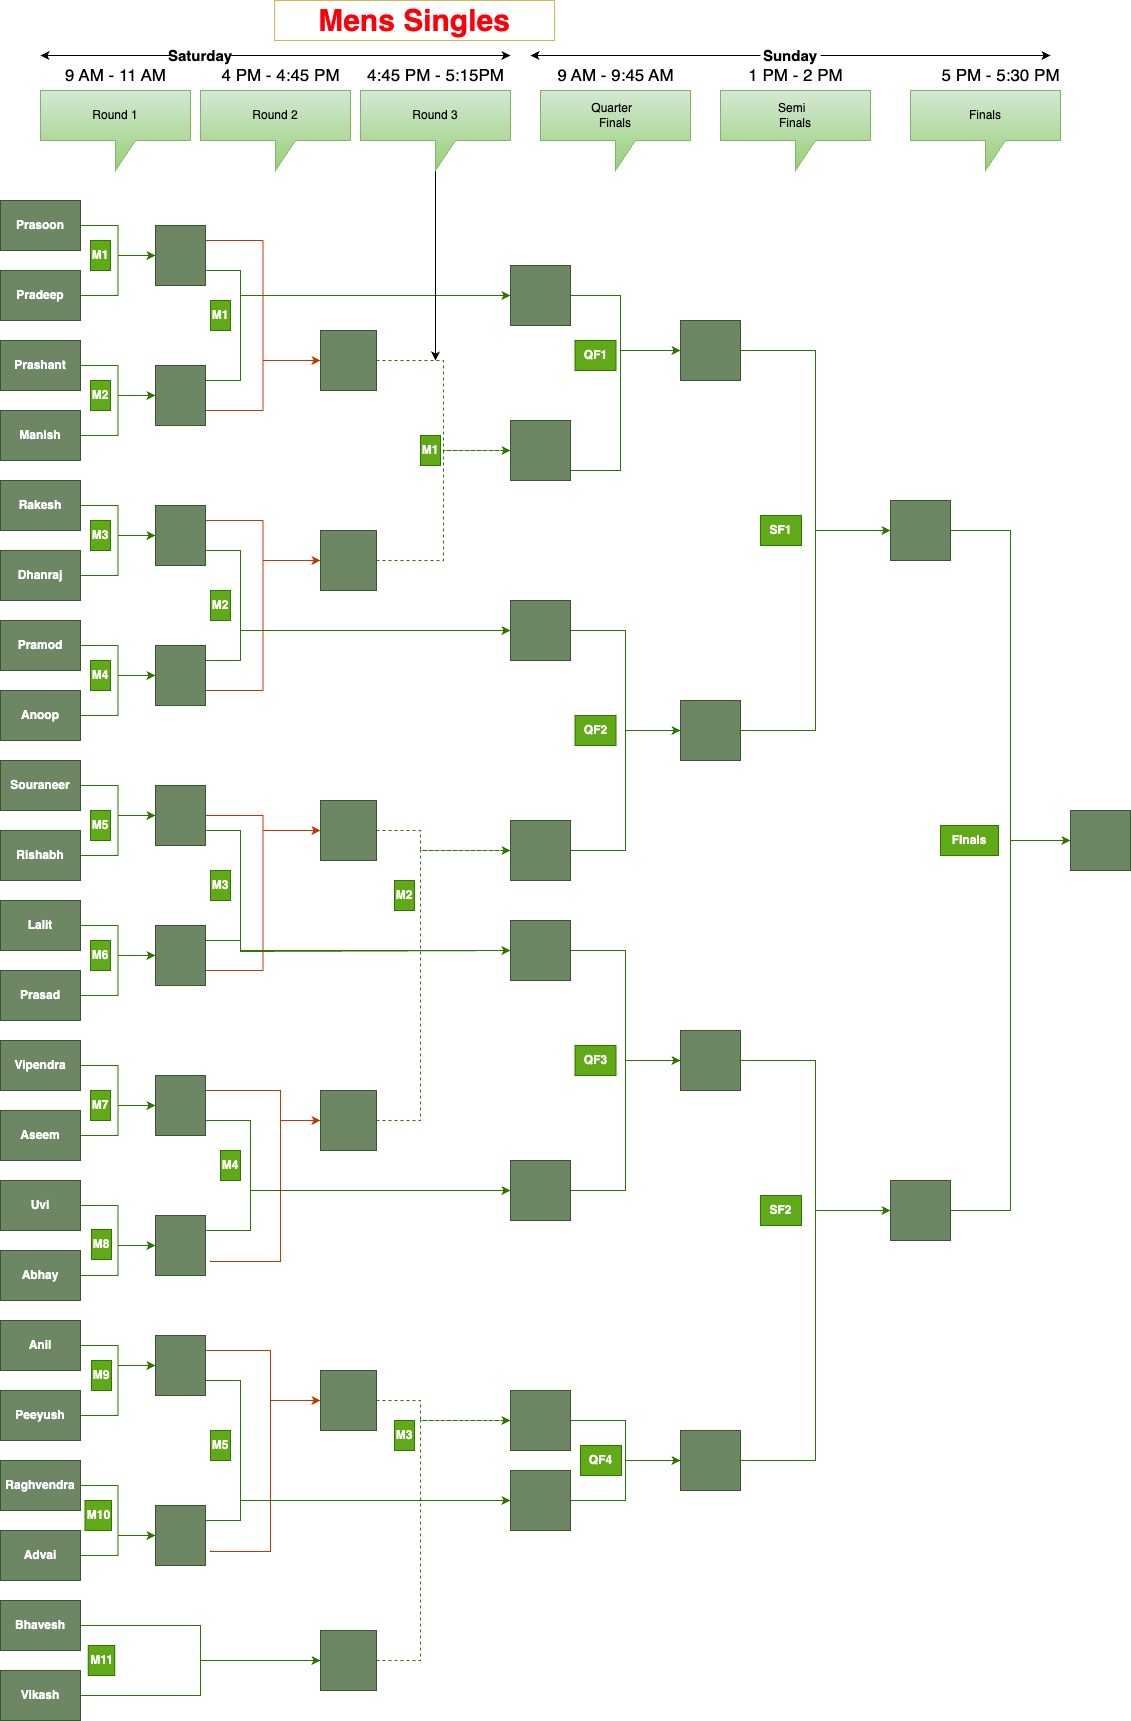 Mens Singles
Saturday
Sunday
9 AM - 11 AM
4 PM - 4:45 PM
4:45 PM - 5:15PM
9 AM - 9:45 AM
1 PM - 2 PM
5 PM - 5:30 PM
Round 1
Round 2
Round 3
Quarter
Finals
Semi
Finals
Finals
Prasoon
M1
Pradeep
M1
Prashant
M2
Manish
QF1
M1
Rakesh
M3
Dhanraj
SF1
M2
Pramod
M4
Anoop
QF2
Souraneer
M5
Rishabh
Finals
M3
M2
Lalit
M6
Prasad
Vipendra
QF3
M7
Aseem
M4
Uvi
SF2
M8
Abhay
Anil
M9
Peeyush
M3
M5
QF4
Raghvendra
M10
Advai
Bhavesh
M11
Vikash